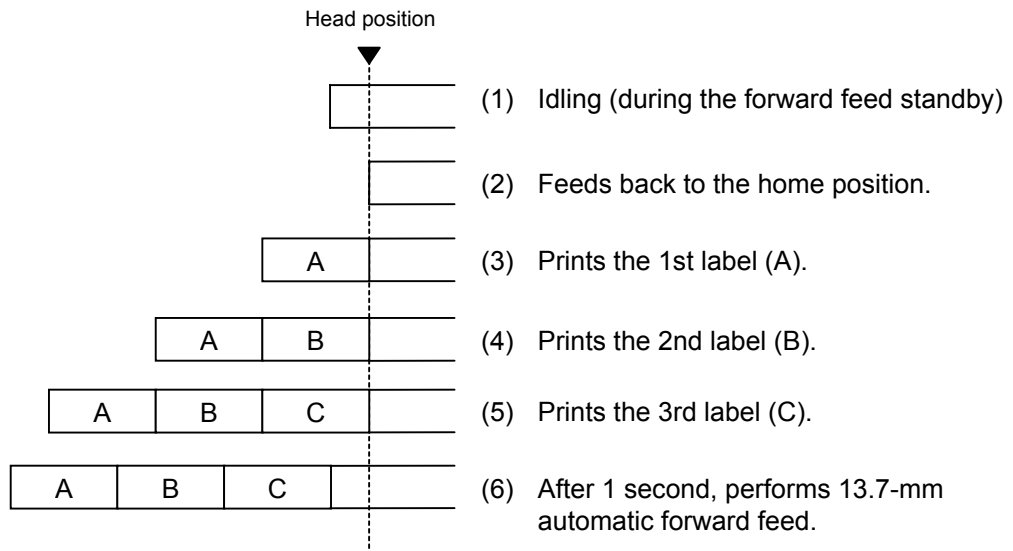 Head position
(1) Idling (during the forward feed standby)
(2) Feeds back to the home position.
A
(3) Prints the 1st label (A).
A B
(4) Prints the 2nd label (B).
A B C
(5) Prints the 3rd label (C).
A B C
(6) After 1 second, performs 13.7-mm
automatic forward feed.